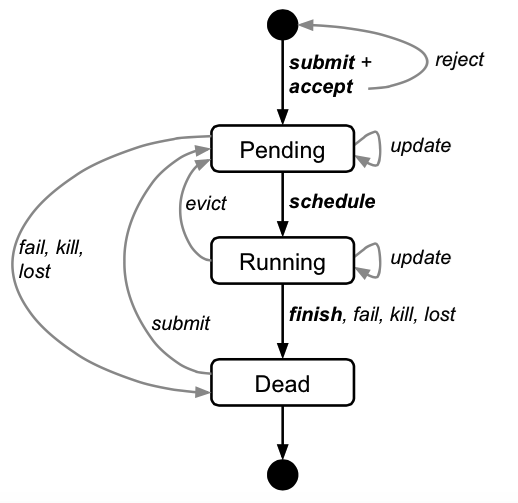 submit +
accept
reject
Pending
update
evict
schedule
fail, kill,
lost
Running
update
submit
finish, fail, kill, lost
Dead